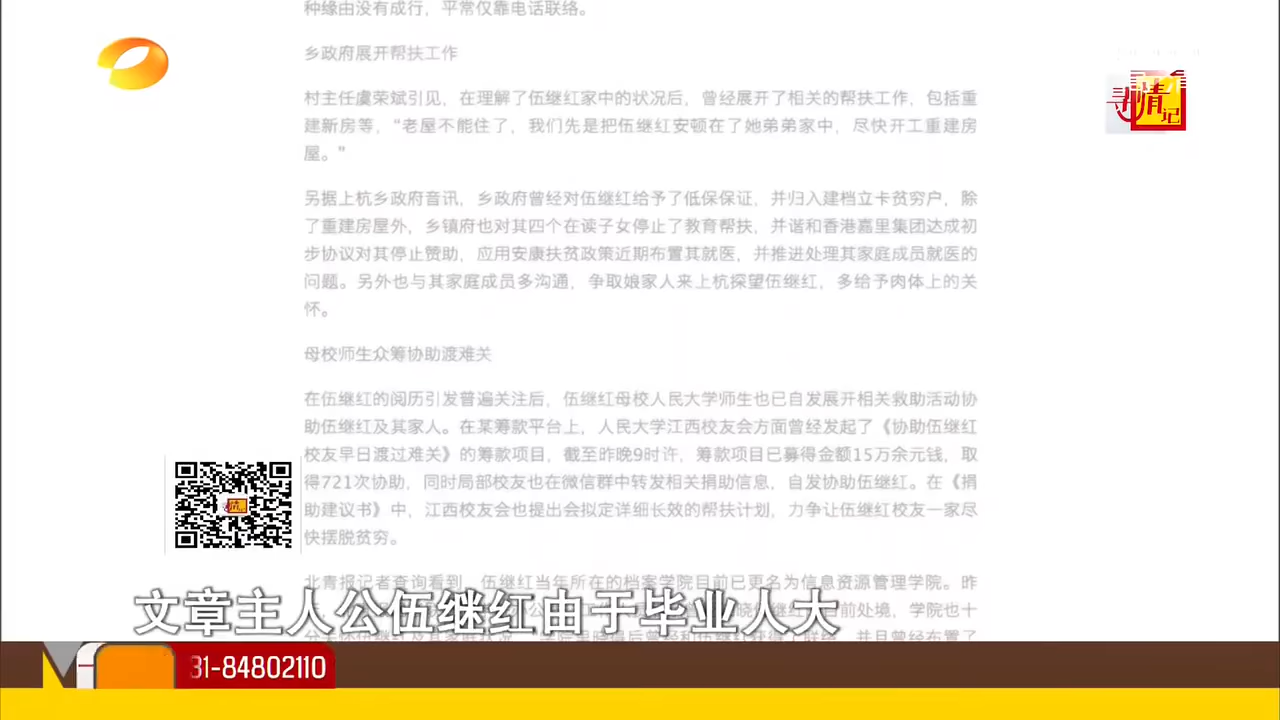 种缘由没有成行，平常仅靠电话联络。
乡政府展开帮扶工作
寻情记
村主任虞荣斌引见，在理解了伍继红家中的状况后，曾经展开了相关的帮扶工作，包括重
建新房等，“老屋不能住了，我们先是把伍继红安顿在了她弟弟家中，尽快开工重建房
屋。”
另据上杭乡政府音讯，乡政府曾经对伍继红给予了低保保证，并归入建档立卡贫穷户，除
了重建房屋外，乡镇府也对其四个在读子女停止了教育帮扶，并谐和香港嘉里集团达成初
步协议对其停止赞助，应用安康扶贫政策近期布置其就医，并推进处理其家庭成员就医的
问题。另外也与其家庭成员多沟通，争取娘家人来上杭探望伍继红，多给予肉体上的关
怀。
母校师生众筹协助渡难关
在伍继红的阅历引发普遍关注后，伍继红母校人民大学师生也已自发展开相关救助活动协
助伍继红及其家人。在某筹款平台上，人民大学江西校友会方面曾经发起了《协助伍继红
校友早日渡过难关》的筹款项目，截至昨晚9时许，筹款项目已募得金额15万余元钱，取
得721次协助，同时局部校友也在微信群中转发相关捐助信息，自发协助伍继红。在《捐
助建议书》中，江西校友会也提出会拟定详细长效的帮扶计划，力争让伍继红校友一家尽
快摆脱贫穷。
北青报记者查询看到，伍继红当年所在的档案学院目前已更名为信息资源管理学院。昨
目前处境，学院也十
文章主人公伍继红由于毕业人大
31-84802110